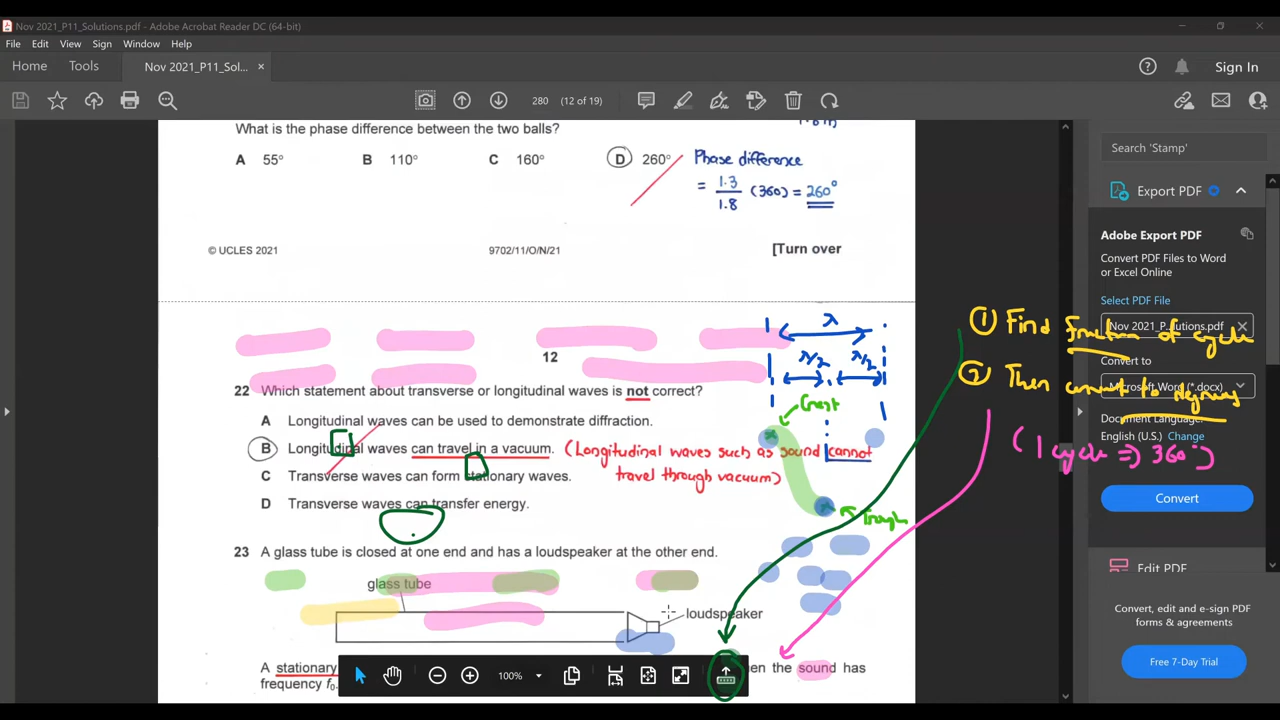 Nov 2021_P11_Solutions.pdf - Adobe Acrobat Reader DC (64-bit)
File Edit View Sign Window Help
Home Tools Nov 2021_P11_Sol... × Sign In
280 (12 of 19)
What is the phase difference between the two balls?
A 55° B 110° C 160° D 260°
Phase difference
= 1.3/1.8 (360) = 260°
© UCLES 2021 9702/11/O/N/21 [Turn over
12
λ
λ/2 λ/2
Crest
Trough
22 Which statement about transverse or longitudinal waves is not correct?
A Longitudinal waves can be used to demonstrate diffraction.
B Longitudinal waves can travel in a vacuum. (Longitudinal waves such as sound cannot
travel through vacuum)
C Transverse waves can form stationary waves.
D Transverse waves can transfer energy.
23 A glass tube is closed at one end and has a loudspeaker at the other end.
glass tube
loudspeaker
A stationary
en the sound has
frequency f₀.
100%
① Find fraction of cycle
② Then convert to degrees
(1 cycle ⇒ 360°)
Search 'Stamp'
Export PDF
Adobe Export PDF
Convert PDF Files to Word
or Excel Online
Select PDF File
Nov 2021_P
utions.pdf
Convert to
Microsoft Word (*.docx)
Document Language:
English (U.S.) Change
Convert
Edit PDF
Convert, edit and e-sign PDF
forms & agreements
Free 7-Day Trial